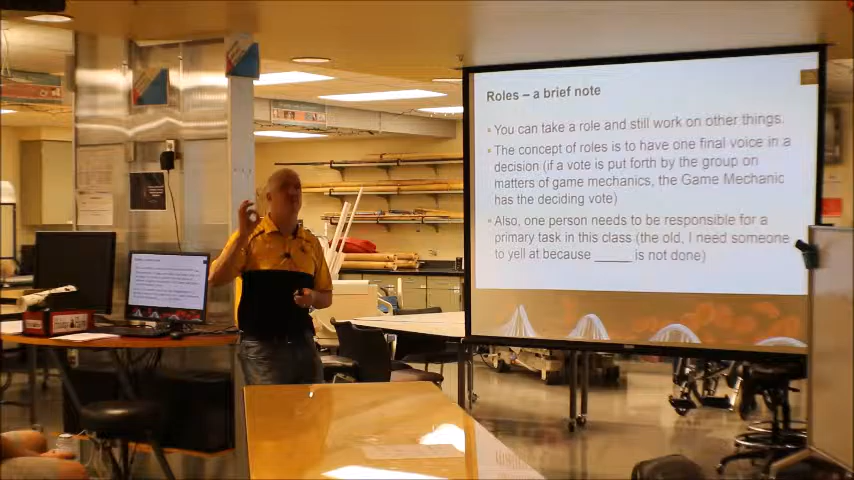 Roles – a brief note
• You can take a role and still work on other things.
• The concept of roles is to have one final voice in a
decision (if a vote is put forth by the group on
matters of game mechanics, the Game Mechanic
has the deciding vote)
• Also, one person needs to be responsible for a
primary task in this class (the old, I need someone
to yell at because _____ is not done)